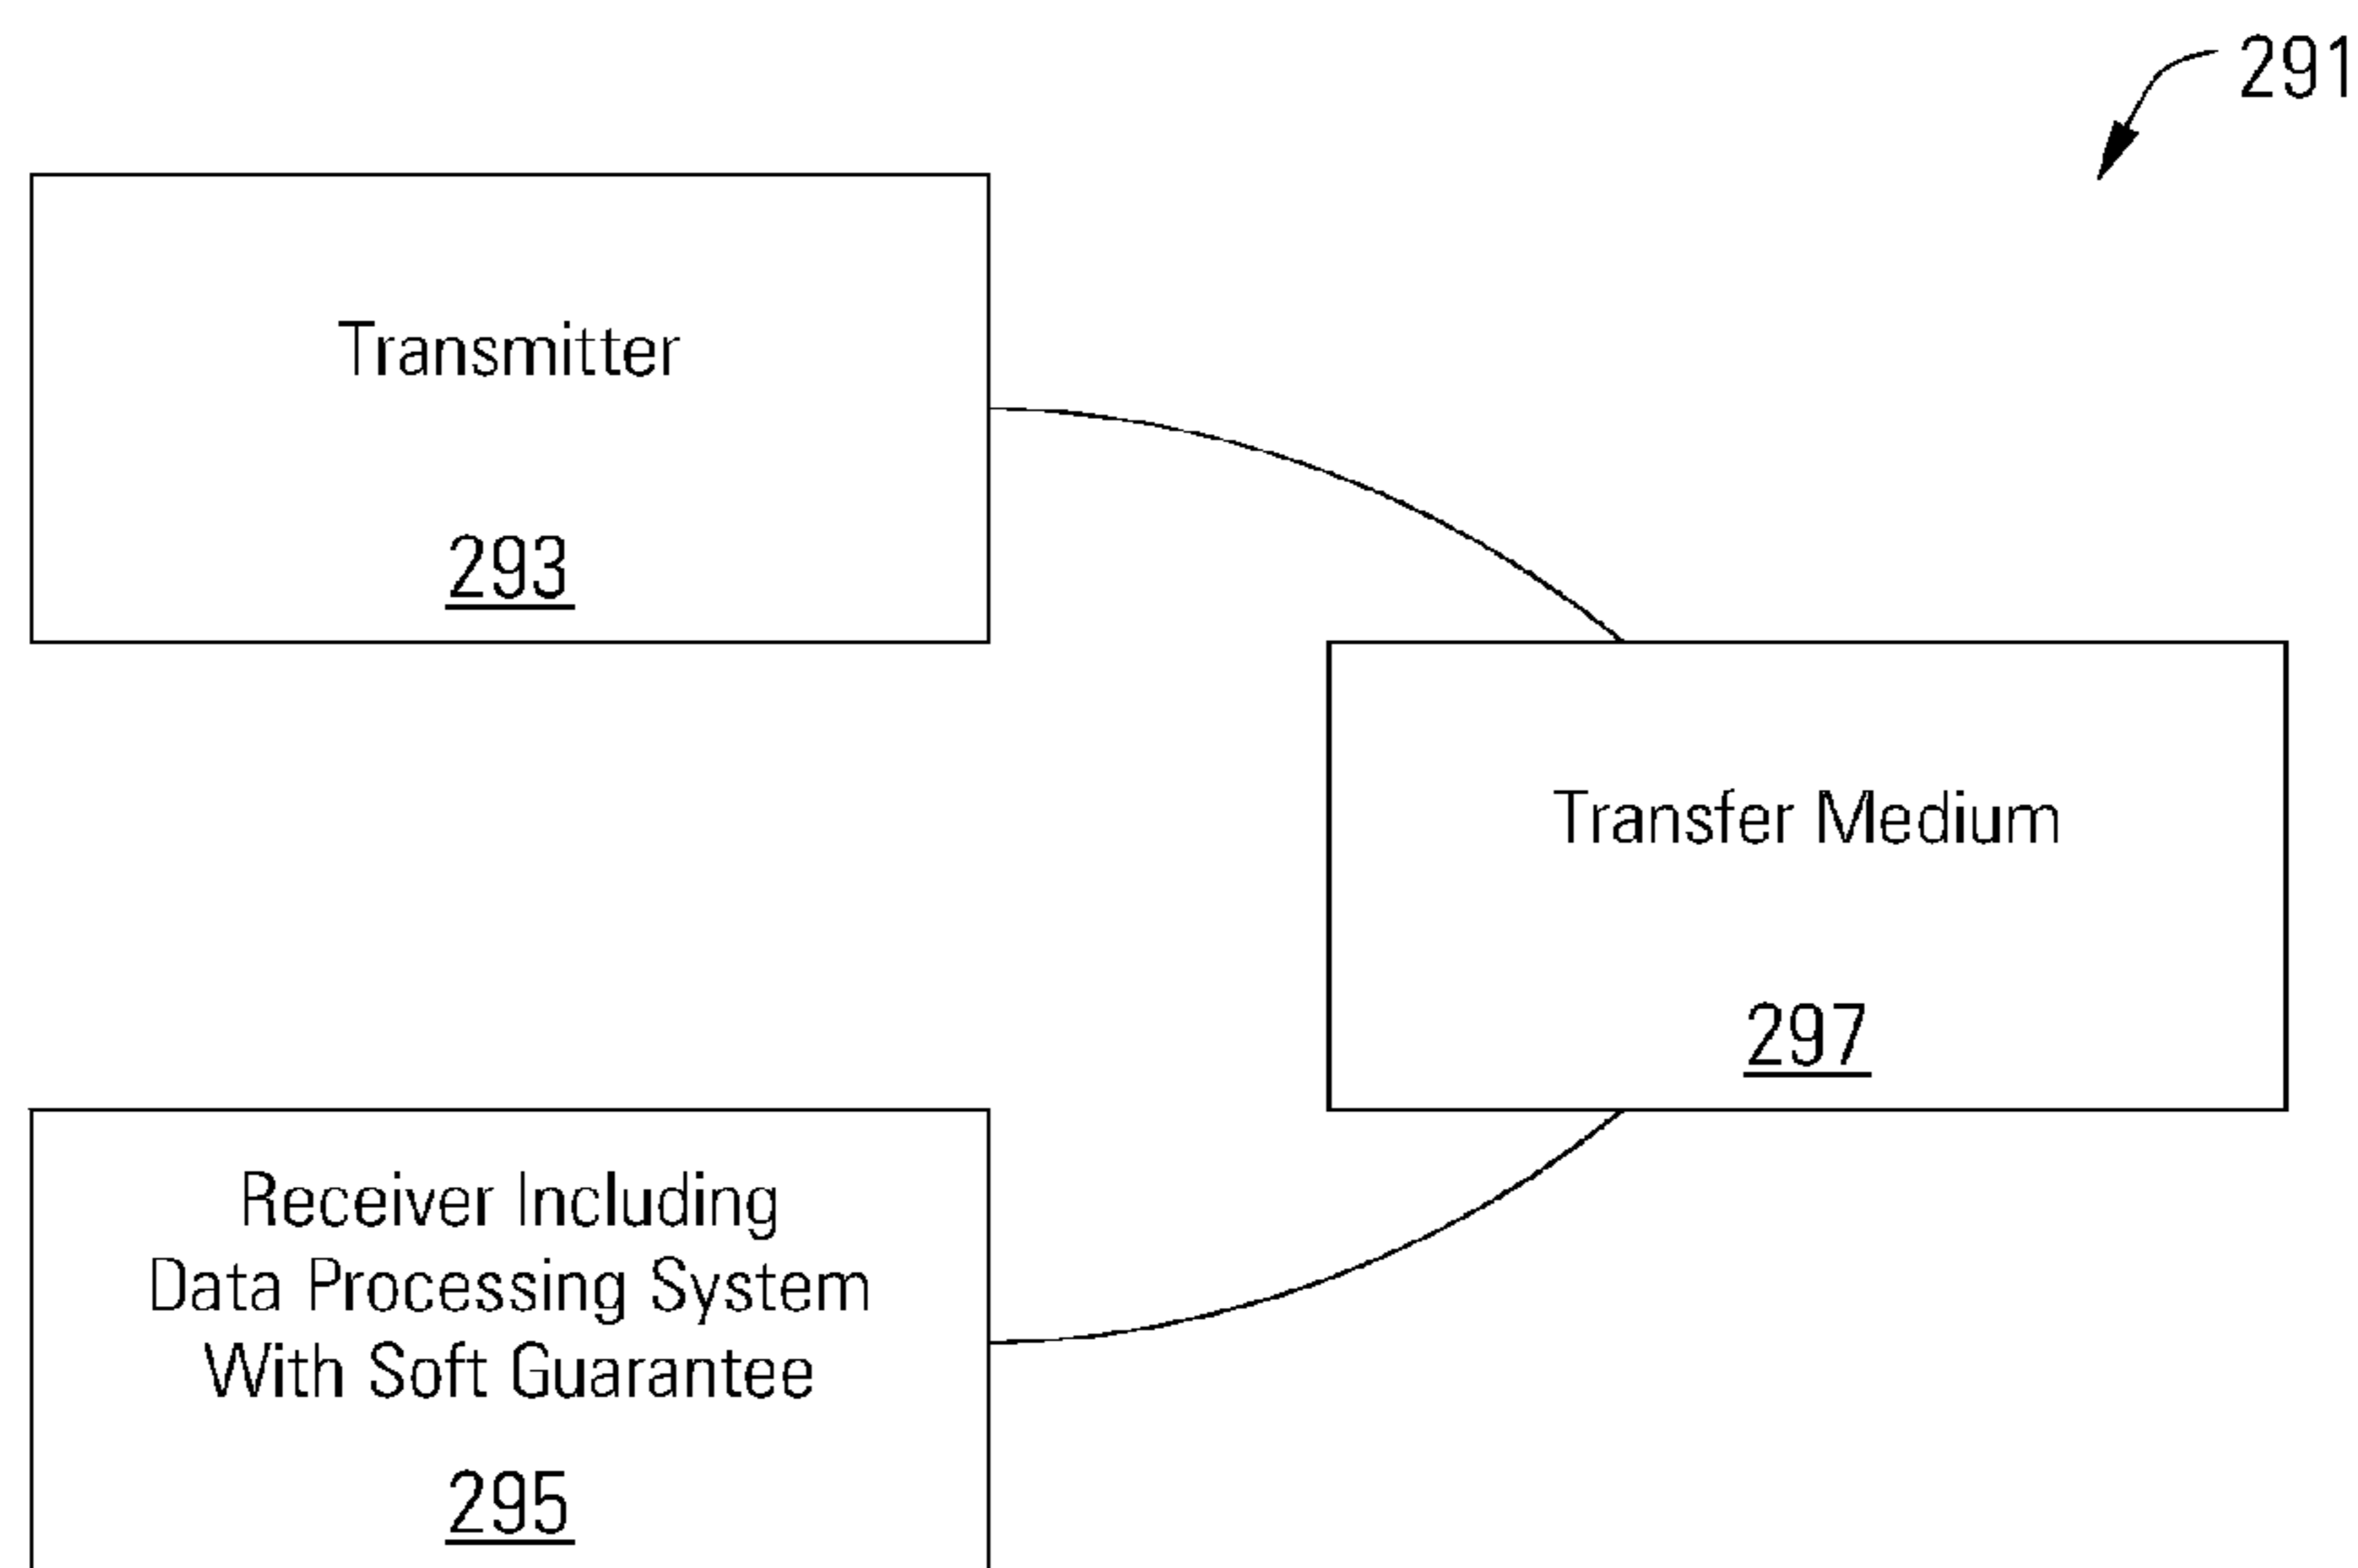 291
Transmitter
293
Transfer Medium
297
Receiver Including
Data Processing System
With Soft Guarantee
295